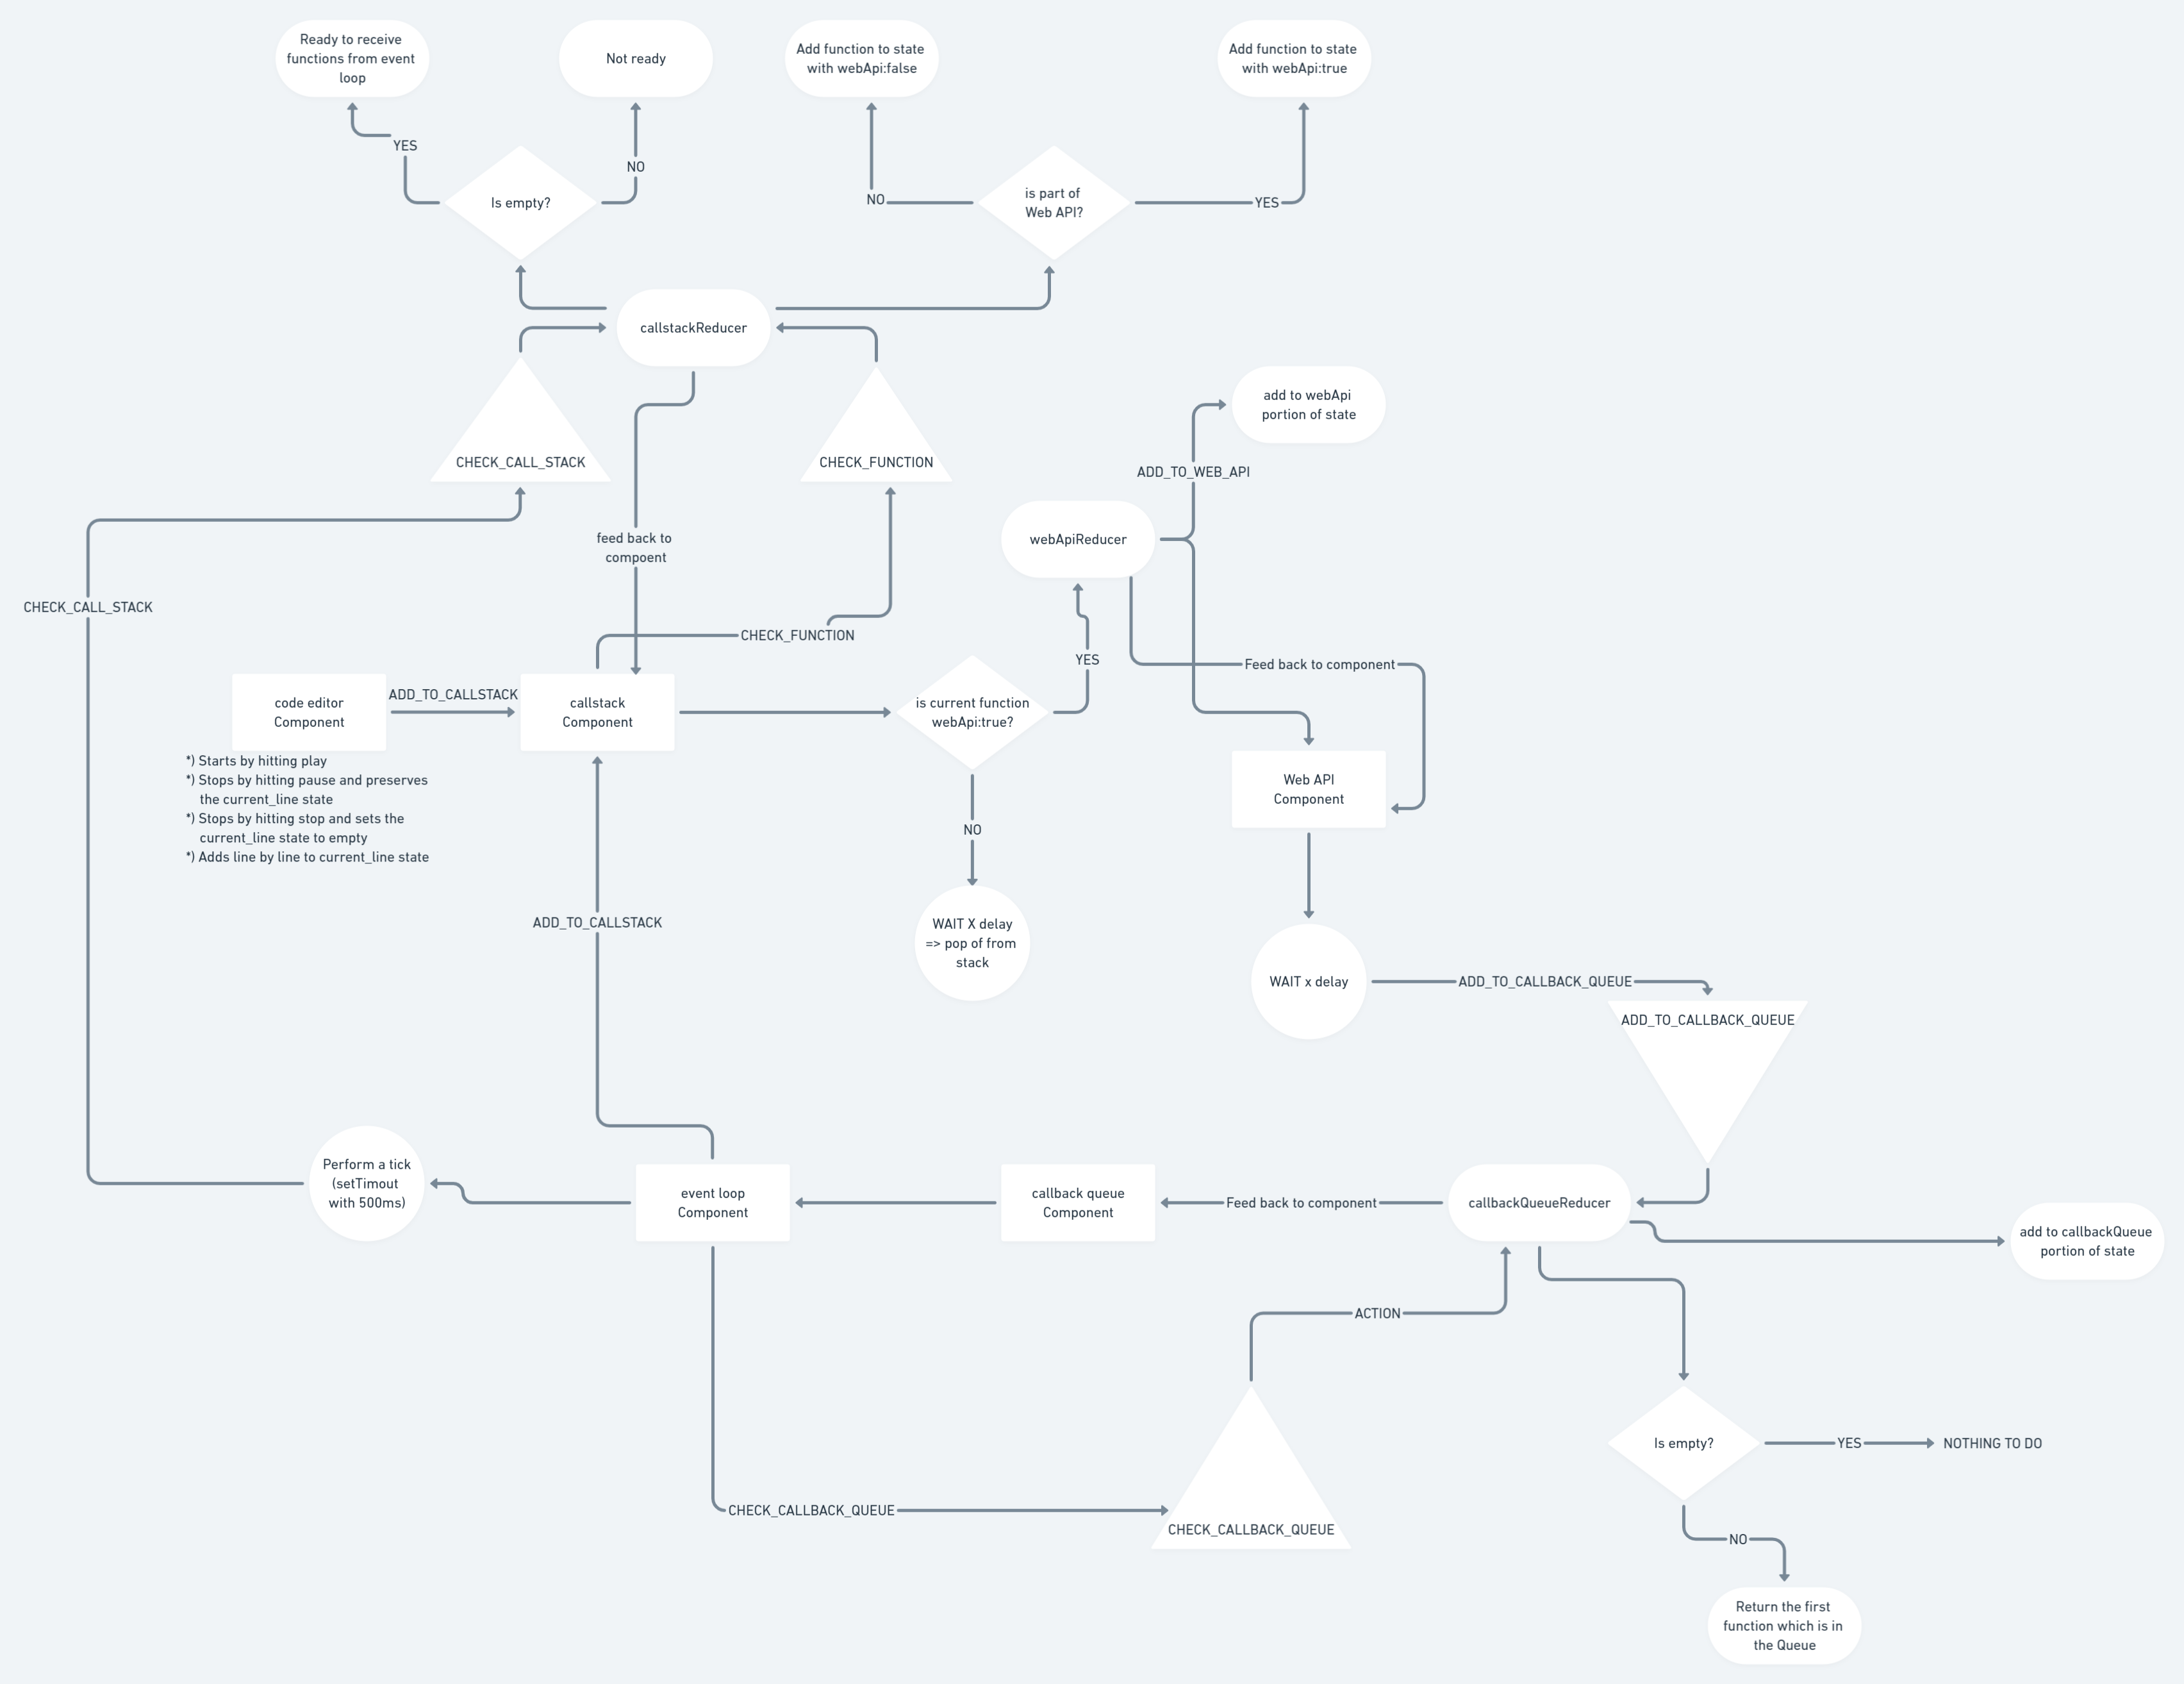 Ready to receive
functions from event
loop
Not ready
Add function to state
with webApi:false
Add function to state
with webApi:true
YES
NO
Is empty?
is part of
Web API?
NO
YES
callstackReducer
CHECK_CALL_STACK
CHECK_FUNCTION
add to webApi
portion of state
ADD_TO_WEB_API
feed back to
compoent
webApiReducer
CHECK_CALL_STACK
CHECK_FUNCTION
YES
Feed back to component
code editor
Component
ADD_TO_CALLSTACK
callstack
Component
is current function
webApi:true?
*) Starts by hitting play
*) Stops by hitting pause and preserves
the current_line state
*) Stops by hitting stop and sets the
current_line state to empty
*) Adds line by line to current_line state
Web API
Component
NO
ADD_TO_CALLSTACK
WAIT X delay
=> pop of from
stack
WAIT x delay
ADD_TO_CALLBACK_QUEUE
ADD_TO_CALLBACK_QUEUE
Perform a tick
(setTimout
with 500ms)
event loop
Component
callback queue
Component
Feed back to component
callbackQueueReducer
add to callbackQueue
portion of state
ACTION
Is empty?
YES
NOTHING TO DO
CHECK_CALLBACK_QUEUE
CHECK_CALLBACK_QUEUE
NO
Return the first
function which is in
the Queue